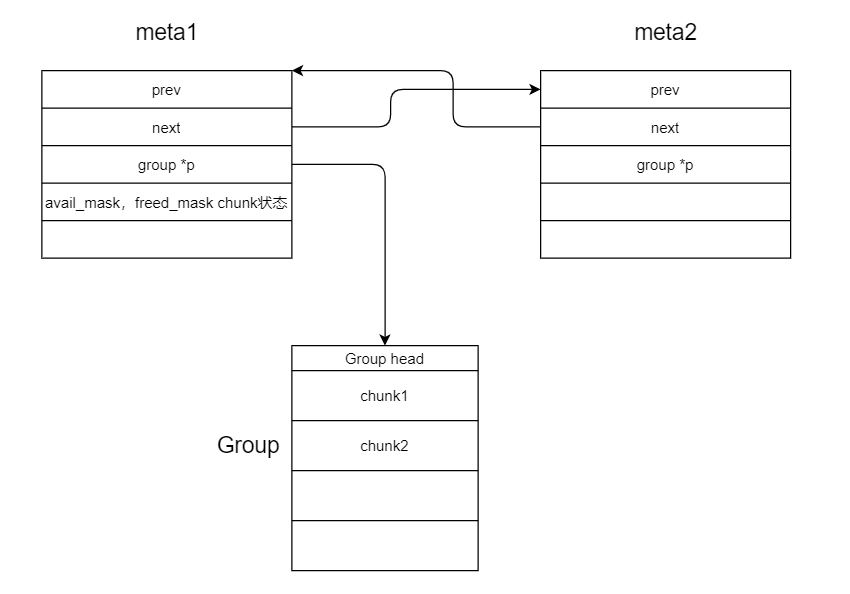 meta1
prev
next
group *p
avail_mask，freed_mask chunk状态
meta2
prev
next
group *p
Group
Group head
chunk1
chunk2